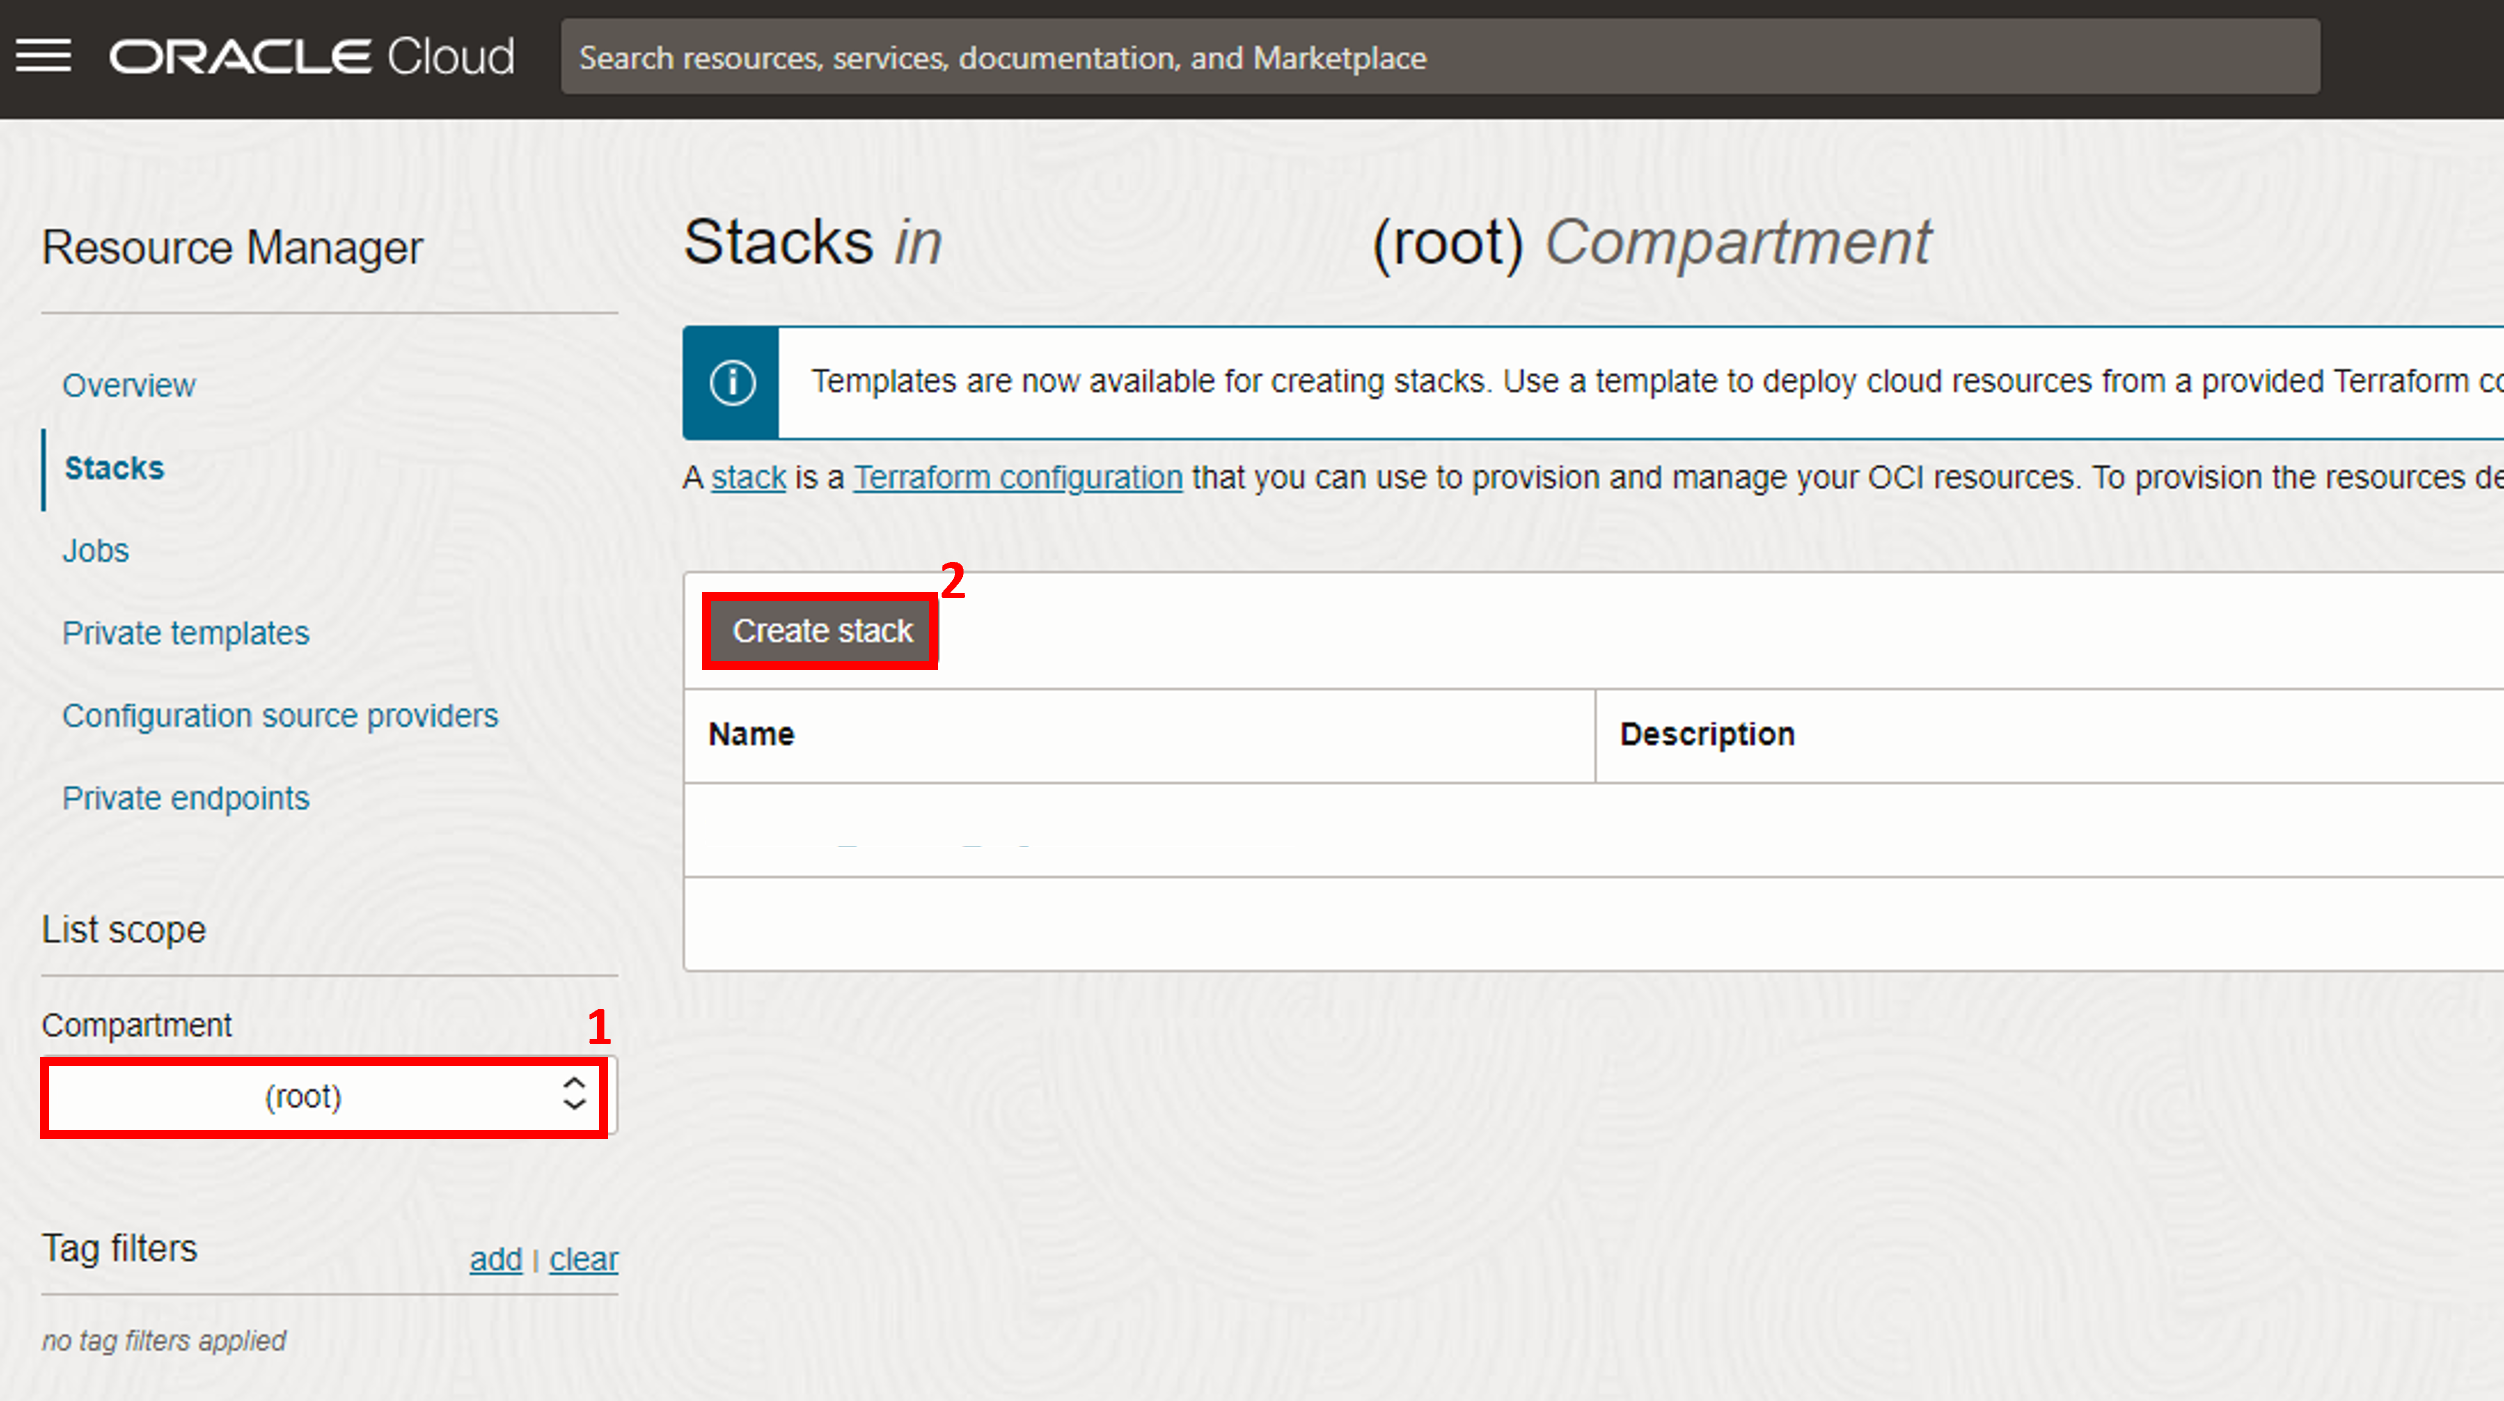 ORACLE Cloud
Search resources, services, documentation, and Marketplace
Resource Manager
Overview
Stacks
Jobs
Private templates
Configuration source providers
Private endpoints
List scope
Compartment
1
(root)
Tag filters
add | clear
no tag filters applied
Stacks in (root) Compartment
Templates are now available for creating stacks. Use a template to deploy cloud resources from a provided Terraform
A stack is a Terraform configuration that you can use to provision and manage your OCI resources. To provision the resources
2
Create stack
Name
Description